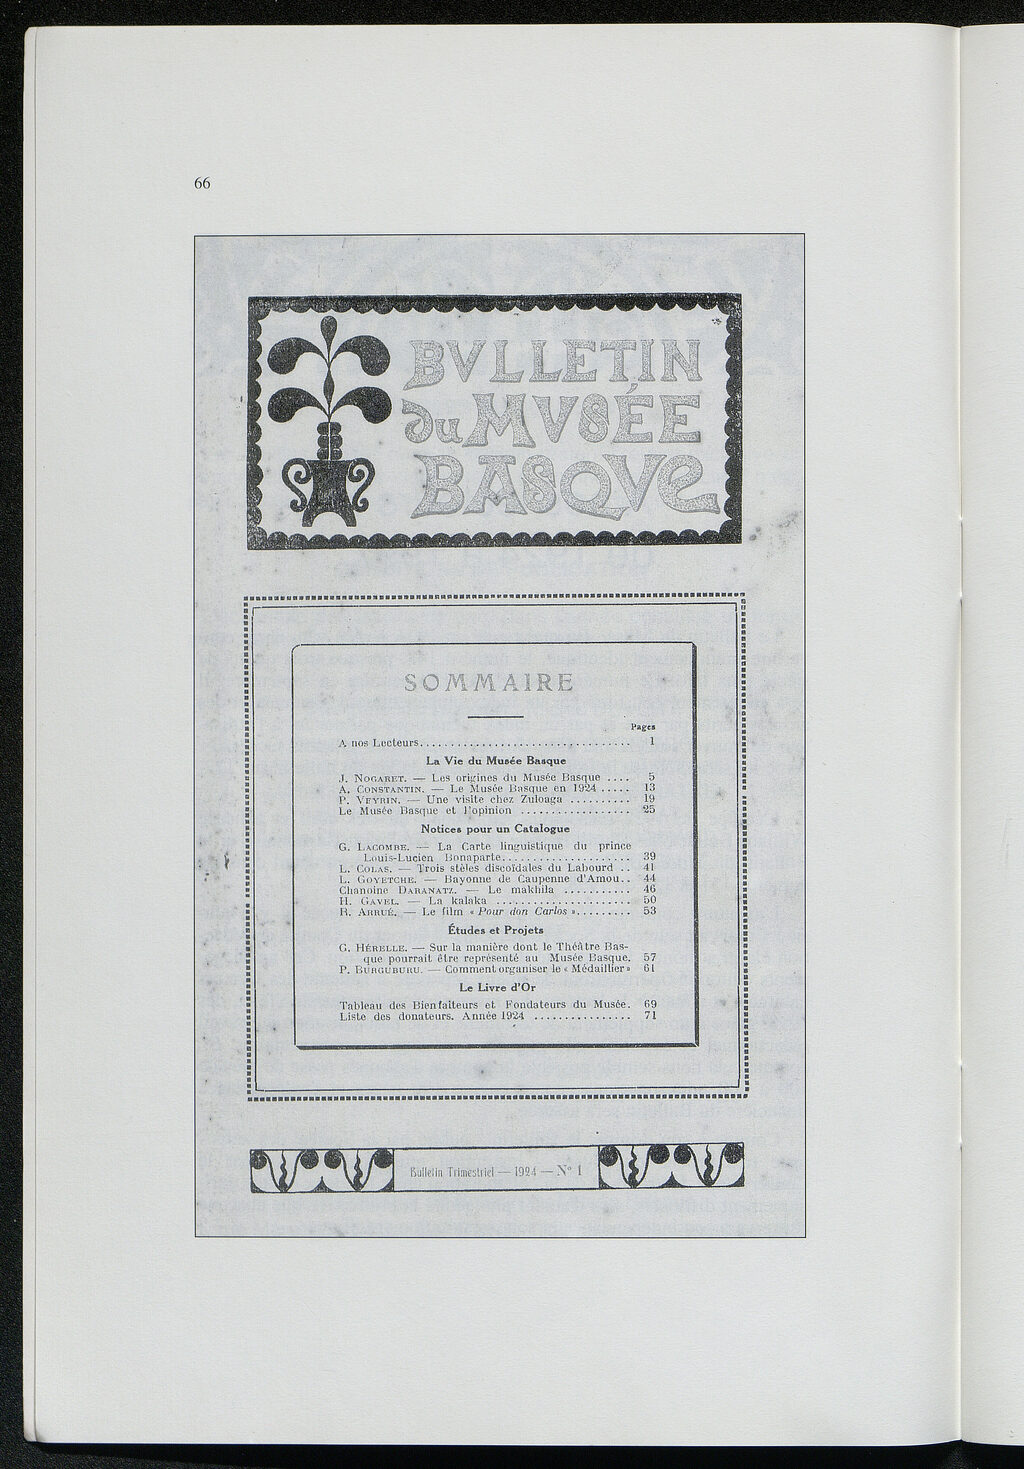 66
BVLLETIN
du MVSÉE
BASQVE
SOMMAIRE
Pages
A nos Lecteurs.................................. 1
La Vie du Musée Basque
J. NOGARET. — Les origines du Musée Basque .... 5
A. CONSTANTIN. — Le Musée Basque en 1924 ..... 13
P. VEYRIN. — Une visite chez Zuloaga .......... 19
Le Musée Basque et l'opinion .................. 25
Notices pour un Catalogue
G. LACOMBE. — La Carte linguistique du prince
Louis-Lucien Bonaparte...................... 39
L. COLAS. — Trois stèles discoïdales du Labourd .. 41
L. GOYETCHE. — Bayonne de Caupenne d'Amou.. 44
Chanoine DARANATZ. — Le makhila ........... 46
H. GAVEL. — La kalaka ....................... 50
R. ARRUÉ. — Le film « Pour don Carlos »......... 53
Études et Projets
G. HÉRELLE. — Sur la manière dont le Théâtre Bas-
que pourrait être représenté au Musée Basque. 57
P. BURGUBURU. — Comment organiser le « Médaillier » 61
Le Livre d'Or
Tableau des Bienfaiteurs et Fondateurs du Musée. 69
Liste des donateurs. Année 1924 ................ 71
Bulletin Trimestriel — 1924 — N° 1